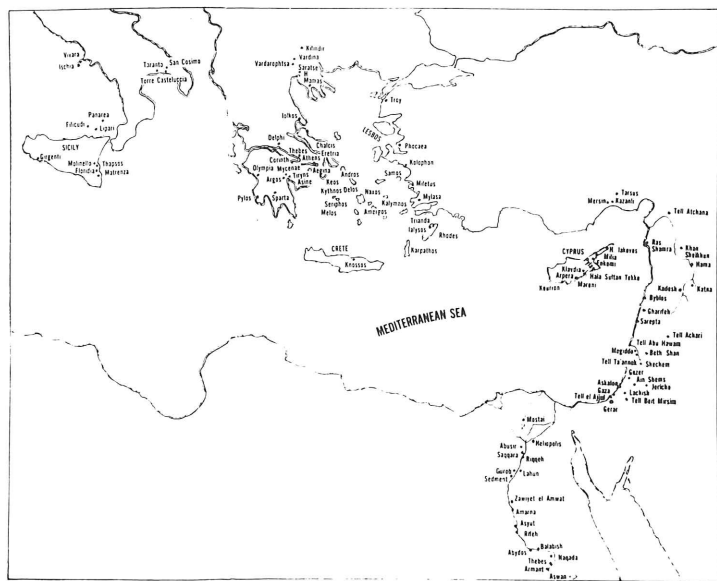 Vivara
Ischia
Taranto
San Cosimo
Torre Casteluccia
Panarea
Filicudi
Lipari
SICILY
Girgenti
Molinello
Thapsos
Floridia
Matrenza
Kilindir
Vardina
Vardarophtsa
Saratse
H
Mamas
Troy
Iolkos
LESBOS
Phocaea
Delphi
Chalcis
Thebes
Eretria
Kolophon
Corinth
Athens
Andros
Samos
Olympia
Mycenae
Aegina
Miletus
Argos
Tiryns
Keos
Asine
Kythnos
Delos
Naxos
Kalymnos
Mylasa
Pylos
Sparta
Seriphos
Melos
Amorgos
Trianda
Ialysos
Rhodes
Karpathos
CRETE
Knossos
MEDITERRANEAN SEA
Tarsus
Mersin
Kazanli
Tell Atchana
Ras
Shamra
Khan
Sheikhun
Hama
CYPRUS
Milia
Enkomi
Klavdia
Arpera
Hala Sultan Tekke
Kourion
Maroni
Kadesh
Katna
Byblos
Gharifeh
Sarepta
Tell Ackari
Tell Abu Hawam
Megiddo
Beth Shan
Tell Ta'annek
Shechem
Gezer
Ain Shems
Askalon
Jericho
Gaza
Lachish
Tell el Ajjul
Tell Beit Mirsim
Gerar
Mostai
Heliopolis
Abusir
Saqqara
Riqqeh
Gurob
Lahun
Sedment
Zawiyet el Amwat
Amarna
Asyut
Rifeh
Balabish
Abydos
Naqada
Thebes
Armant
Aswan